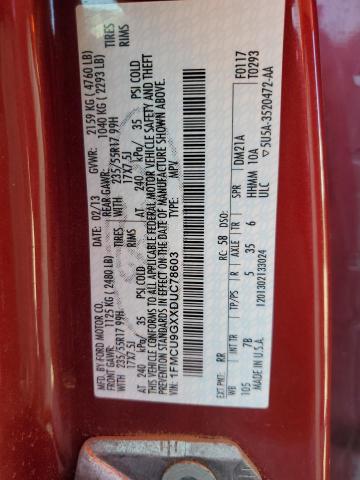 MFD. BY FORD MOTOR CO.
DATE: 02/13 GVWR: 2159 KG ( 4760 LB)
FRONT GAWR: 1125 KG ( 2480 LB) REAR GAWR: 1040 KG ( 2293 LB)
WITH 235/55R17 99H TIRES WITH 235/55R17 99H TIRES
17X7.5J RIMS 17X7.5J RIMS
AT 240 kPa/ 35 PSI COLD AT 240 kPa/ 35 PSI COLD
THIS VEHICLE CONFORMS TO ALL APPLICABLE FEDERAL MOTOR VEHICLE SAFETY AND THEFT
PREVENTION STANDARDS IN EFFECT ON THE DATE OF MANUFACTURE SHOWN ABOVE.
VIN: 1FMCU9GXXDUC78603
TYPE: MPV
F0117
T0293
EXT PNT: RR RC: 58 DSO:
WB INT TR TP/PS R AXLE TR SPR DM21A
105 7B 5 35 6 HHMM 10A
MADE IN U.S.A. ULC
1201302133024 5U5A-3520472-AA